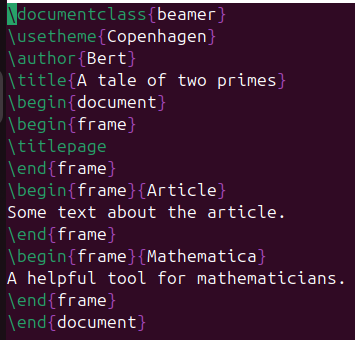 \documentclass{beamer}
\usetheme{Copenhagen}
\author{Bert}
\title{A tale of two primes}
\begin{document}
\begin{frame}
\titlepage
\end{frame}
\begin{frame}{Article}
Some text about the article.
\end{frame}
\begin{frame}{Mathematica}
A helpful tool for mathematicians.
\end{frame}
\end{document}